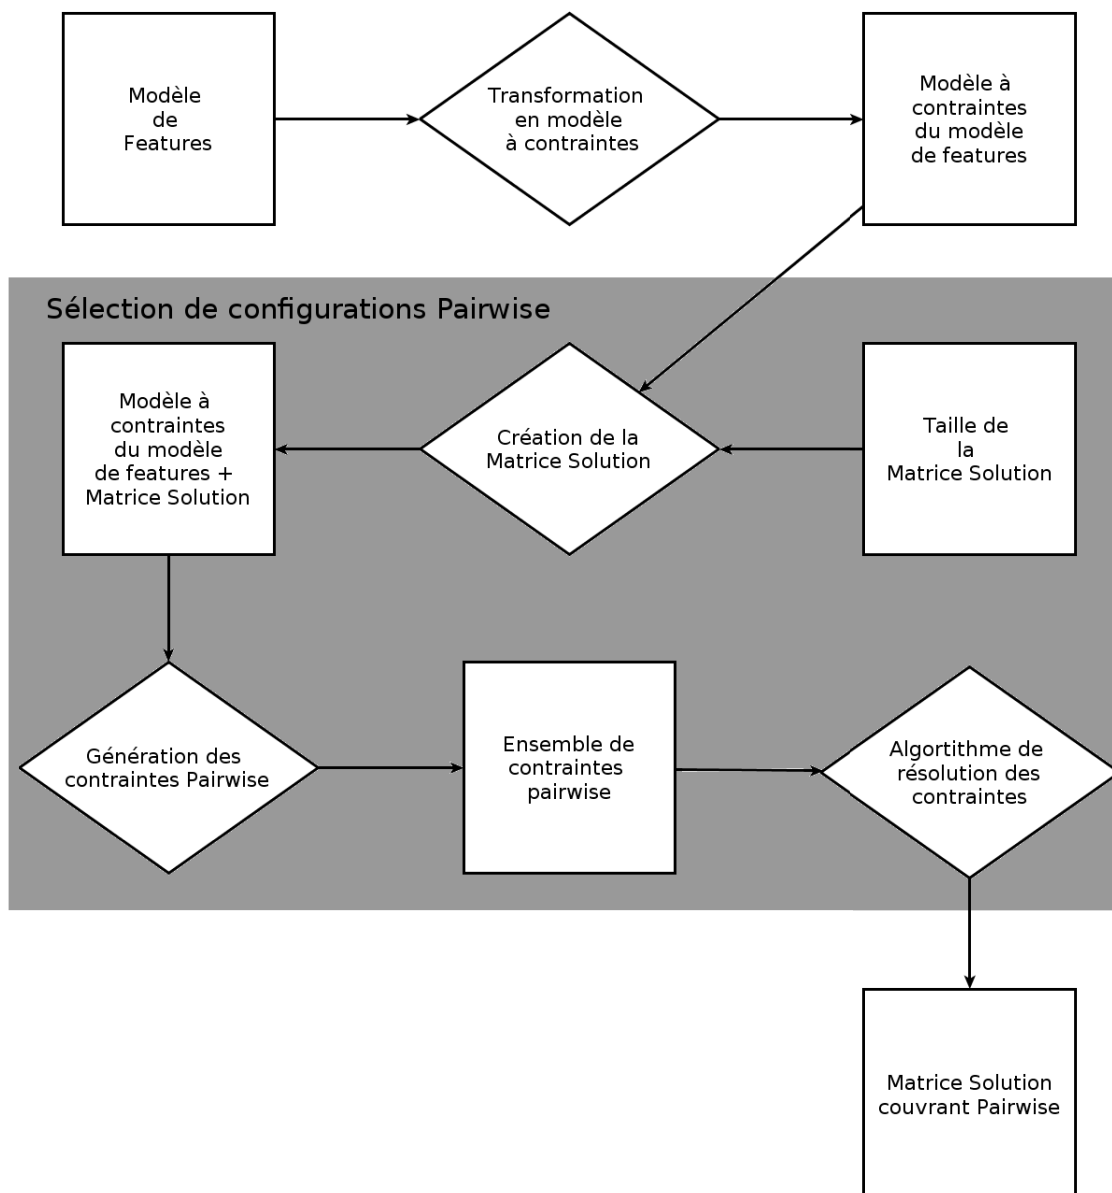 Modèle
de
Features
Transformation
en modèle
à contraintes
Modèle à
contraintes
du modèle
de features
Sélection de configurations Pairwise
Modèle à
contraintes
du modèle
de features +
Matrice Solution
Création de la
Matrice Solution
Taille de
la
Matrice Solution
Génération des
contraintes Pairwise
Ensemble de
contraintes
pairwise
Algortithme de
résolution des
contraintes
Matrice Solution
couvrant Pairwise